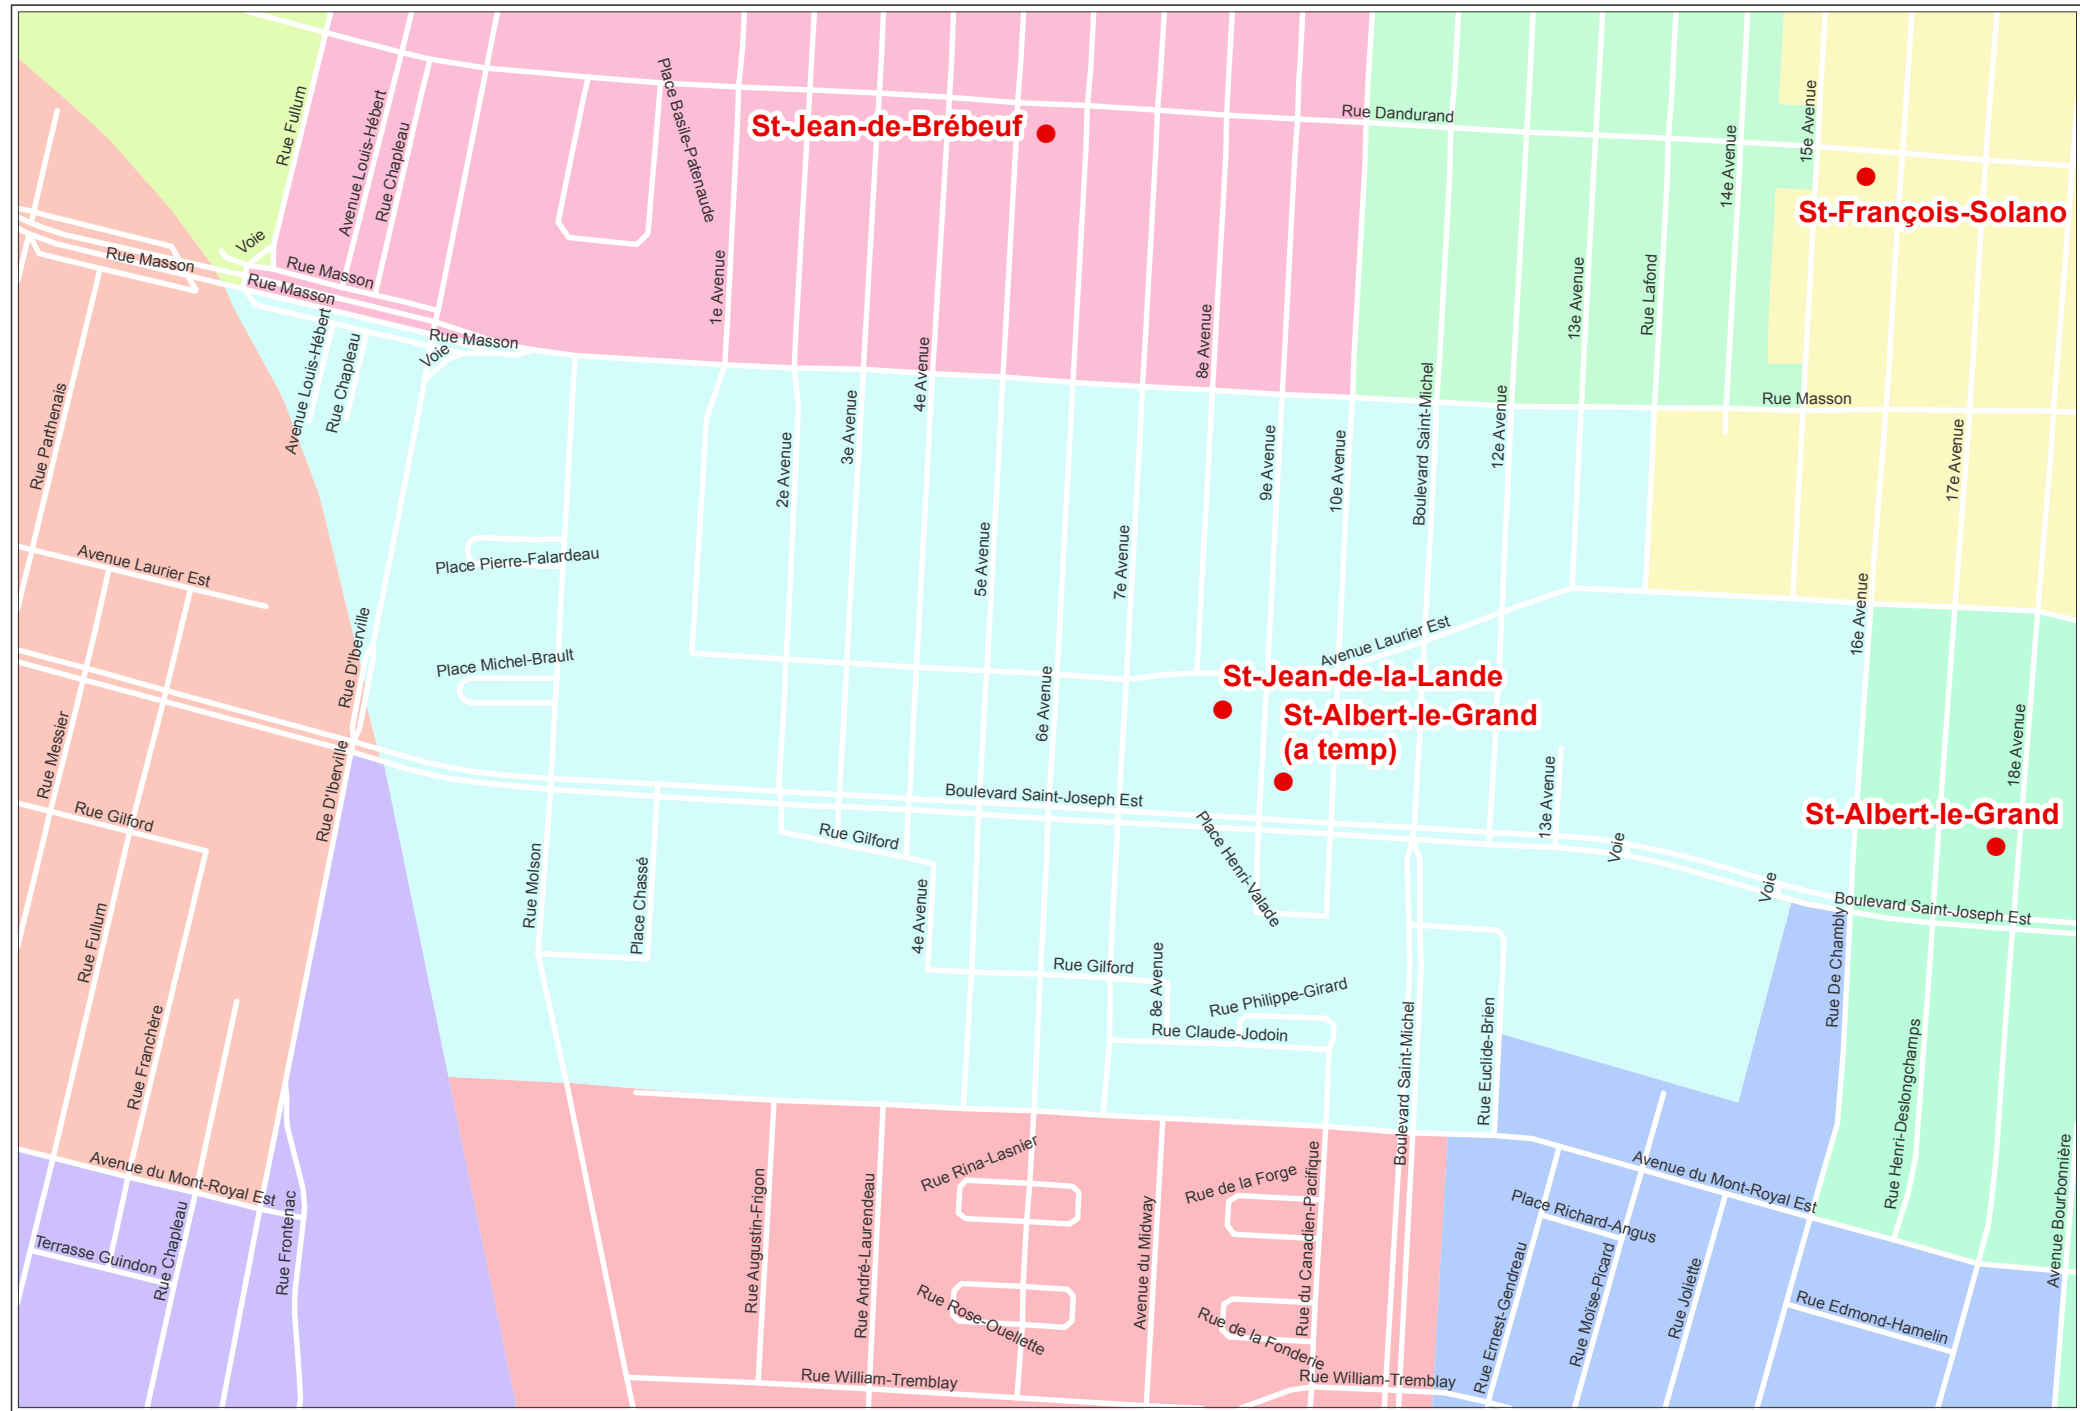 Rue Fullum
Avenue Louis-Hébert
Rue Chapleau
Place Basile-Patenaude
St-Jean-de-Brébeuf
Rue Dandurand
14e Avenue
15e Avenue
St-François-Solano
Voie
Rue Masson
Rue Masson
Rue Masson
Rue Masson
1e Avenue
8e Avenue
13e Avenue
Rue Lafond
Avenue Louis-Hébert
Rue Chapleau
Voie
Rue Masson
Rue Parthenais
2e Avenue
3e Avenue
4e Avenue
9e Avenue
10e Avenue
Boulevard Saint-Michel
12e Avenue
17e Avenue
Avenue Laurier Est
Place Pierre-Falardeau
5e Avenue
7e Avenue
16e Avenue
Rue D'Iberville
Place Michel-Brault
Avenue Laurier Est
St-Jean-de-la-Lande
6e Avenue
St-Albert-le-Grand
(a temp)
18e Avenue
Rue Messier
Rue D'Iberville
Boulevard Saint-Joseph Est
13e Avenue
St-Albert-le-Grand
Rue Gilford
Rue Gilford
Place Henri-Valade
Voie
Voie
Rue Molson
Place Chassé
4e Avenue
Boulevard Saint-Joseph Est
Rue Fullum
Rue Gilford
8e Avenue
Rue De Chambly
Rue Philippe-Girard
Rue Claude-Jodoin
Rue Franchère
Boulevard Saint-Michel
Rue Euclide-Brien
Rue Henri-Deslongchamps
Avenue du Mont-Royal Est
Rue Rina-Lasnier
Rue de la Forge
Avenue du Mont-Royal Est
Place Richard-Angus
Avenue Bourbonnière
Terrasse Guindon
Rue Chapleau
Rue Frontenac
Rue Augustin-Frigon
Rue André-Laurendeau
Avenue du Midway
Rue du Canadien-Pacifique
Rue Ernest-Gendreau
Rue Moïse-Picard
Rue Joliette
Rue Edmond-Hamelin
Rue Rose-Ouellette
Rue de la Fonderie
Rue William-Tremblay
Rue William-Tremblay